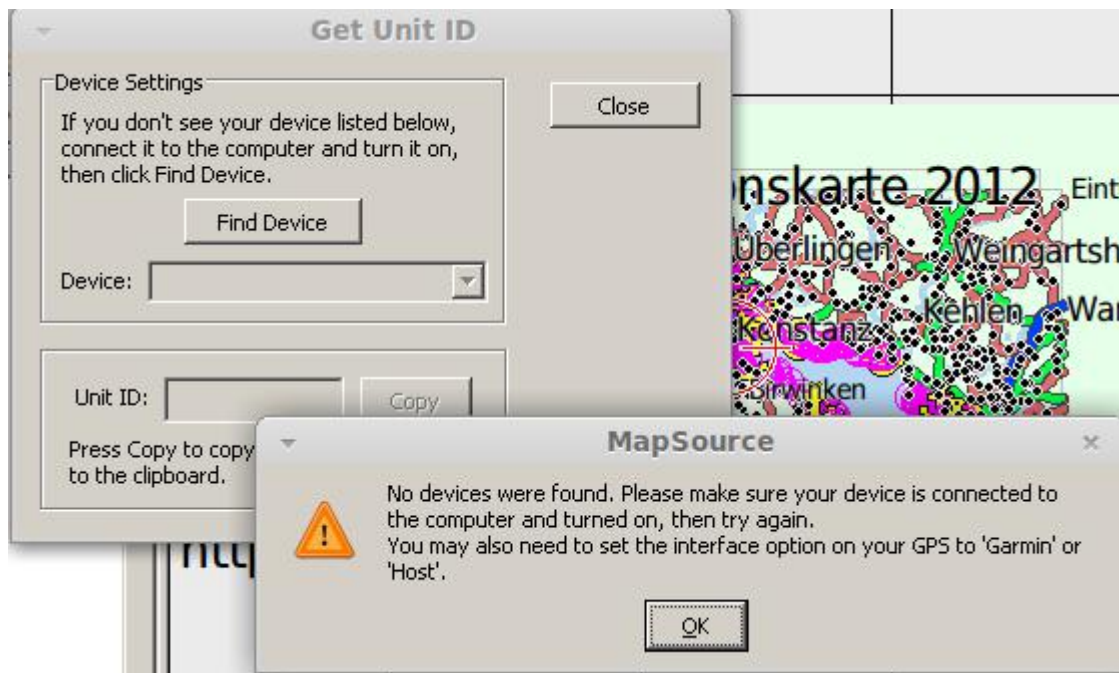 Get Unit ID
Device Settings
If you don't see your device listed below,
connect it to the computer and turn it on,
then click Find Device.
Find Device
Device:
Close
Unit ID:
Copy
Press Copy to copy
to the clipboard.
onskarte 2012
Eint
Überlingen
Weingartsh
Kehlen
War
Konstanz
Birwinken
http
MapSource
No devices were found. Please make sure your device is connected to
the computer and turned on, then try again.
You may also need to set the interface option on your GPS to 'Garmin' or
'Host'.
OK